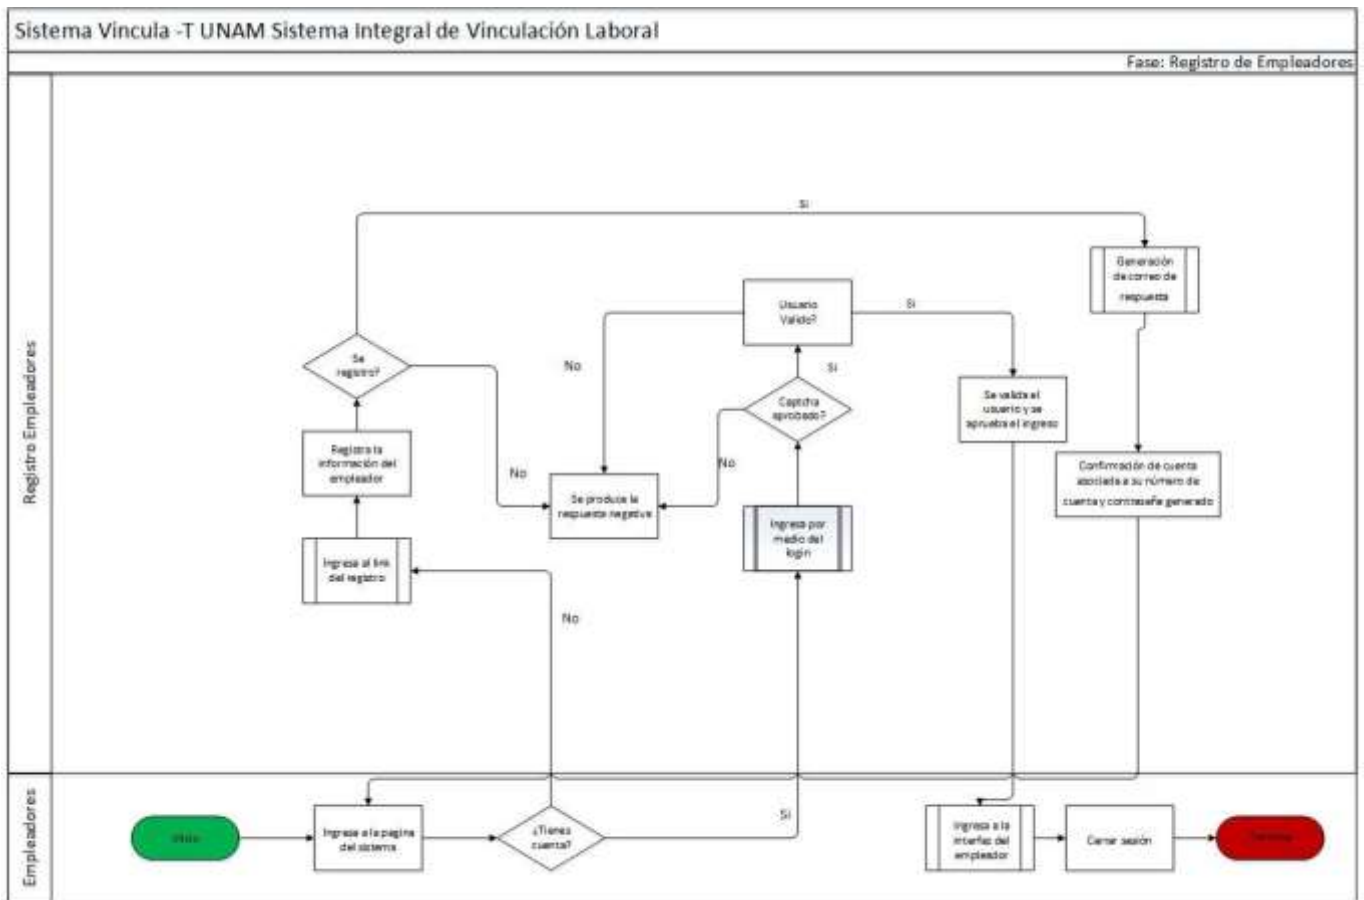 Sistema Vincula -T UNAM Sistema Integral de Vinculación Laboral
Fase: Registro de Empleadores
Registro Empleadores
Si
Generación
de correo de
respuesta
Usuario
Valido?
Si
No
Se
registro?
Si
Captcha
aprobado?
Se valida el
usuario y se
aprueba el ingreso
Registra la
información del
empleador
No
No
Se produce la
respuesta negativa
Confirmación de cuenta
asociada a su número de
cuenta y contraseña generado
Ingresa por
medio del
login
Ingresa al link
del registro
No
Empleadores
Inicio
Ingresa a la pagina
del sistema
¿Tienes
cuenta?
Si
Ingresa a la
interfaz del
empleador
Cerrar sesión